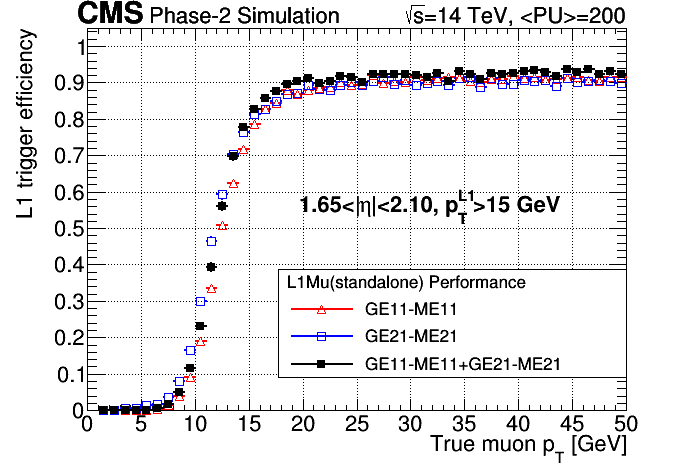 CMS Phase-2 Simulation √s=14 TeV, <PU>=200
L1 trigger efficiency
1
0.9
0.8
0.7
0.6
0.5
0.4
0.3
0.2
0.1
0
1.65<|η|<2.10, p_T^L1>15 GeV
L1Mu(standalone) Performance
GE11-ME11
GE21-ME21
GE11-ME11+GE21-ME21
0 5 10 15 20 25 30 35 40 45 50
True muon p_T [GeV]